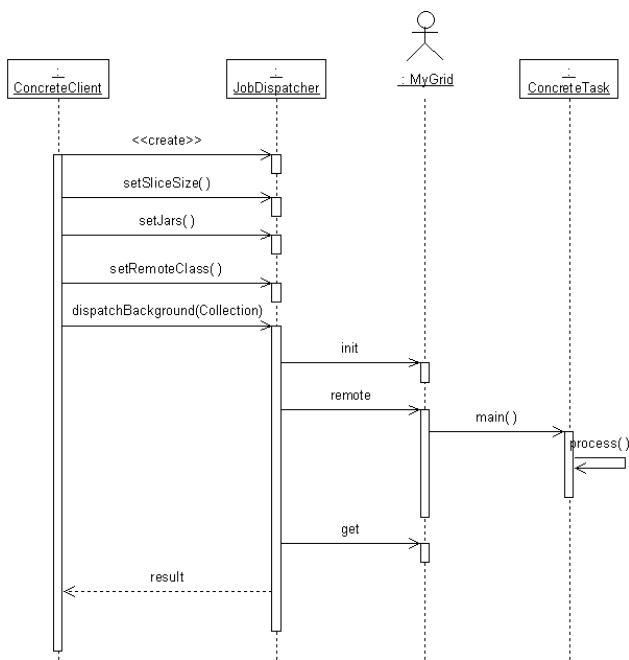 :
ConcreteClient
:
JobDispatcher
: MyGrid
:
ConcreteTask
<<create>>
setSliceSize( )
setJars( )
setRemoteClass( )
dispatchBackground(Collection)
init
remote
main( )
process( )
get
result